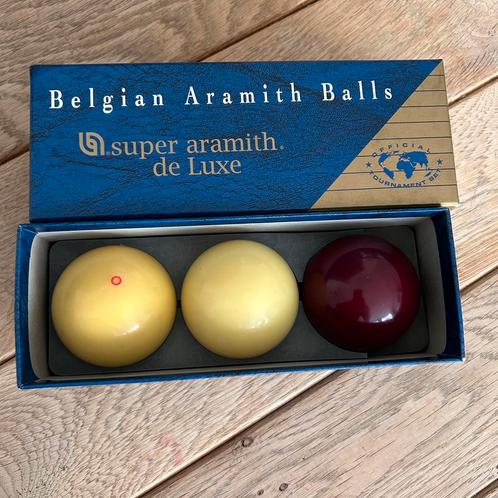 Belgian Aramith Balls
super aramith.
de Luxe
OFFICIAL
TOURNAMENT SET